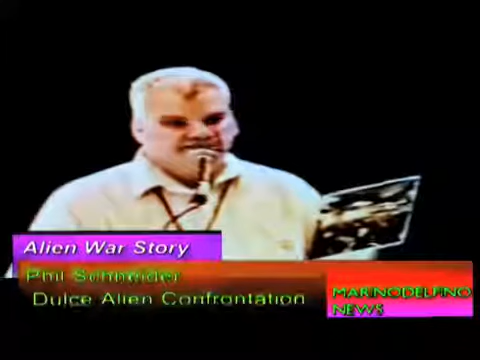 Alien War Story
Phil Schneider
Dulce Alien Confrontation
MARINODELFINO
NEWS